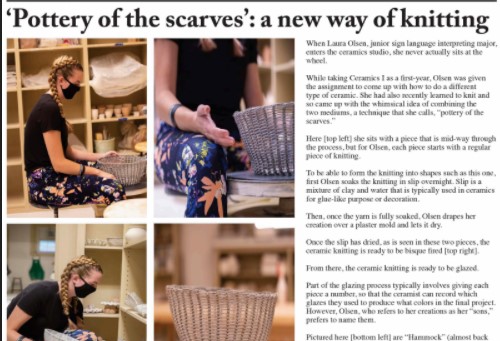 ‘Pottery of the scarves’: a new way of knitting
When Laura Olsen, junior sign language interpreting major,
enters the ceramics studio, she never actually sits at the
wheel.
While taking Ceramics I as a first-year, Olsen was given
the assignment to come up with how to do a different
type of ceramic. She had also recently learned to knit and
so came up with the whimsical idea of combining the
two mediums, a technique that she calls, “pottery of the
scarves.”
Here [top left] she sits with a piece that is mid-way through
the process, but for Olsen, each piece starts with a regular
piece of knitting.
To be able to form the knitting into shapes such as this one,
first Olsen soaks the knitting in slip overnight. Slip is a
mixture of clay and water that is typically used in ceramics
for glue-like purpose or decoration.
Then, once the yarn is fully soaked, Olsen drapes her
creation over a plaster mold and lets it dry.
Once the slip has dried, as is seen in these two pieces, the
ceramic knitting is ready to be bisque fired [top right].
From there, the ceramic knitting is ready to be glazed.
Part of the glazing process typically involves giving each
piece a number, so that the ceramist can record which
glazes they used to produce what colors in the final project.
However, Olsen, who refers to her creations as her “sons,”
prefers to name them.
Pictured here [bottom left] are “Hammock” (almost back